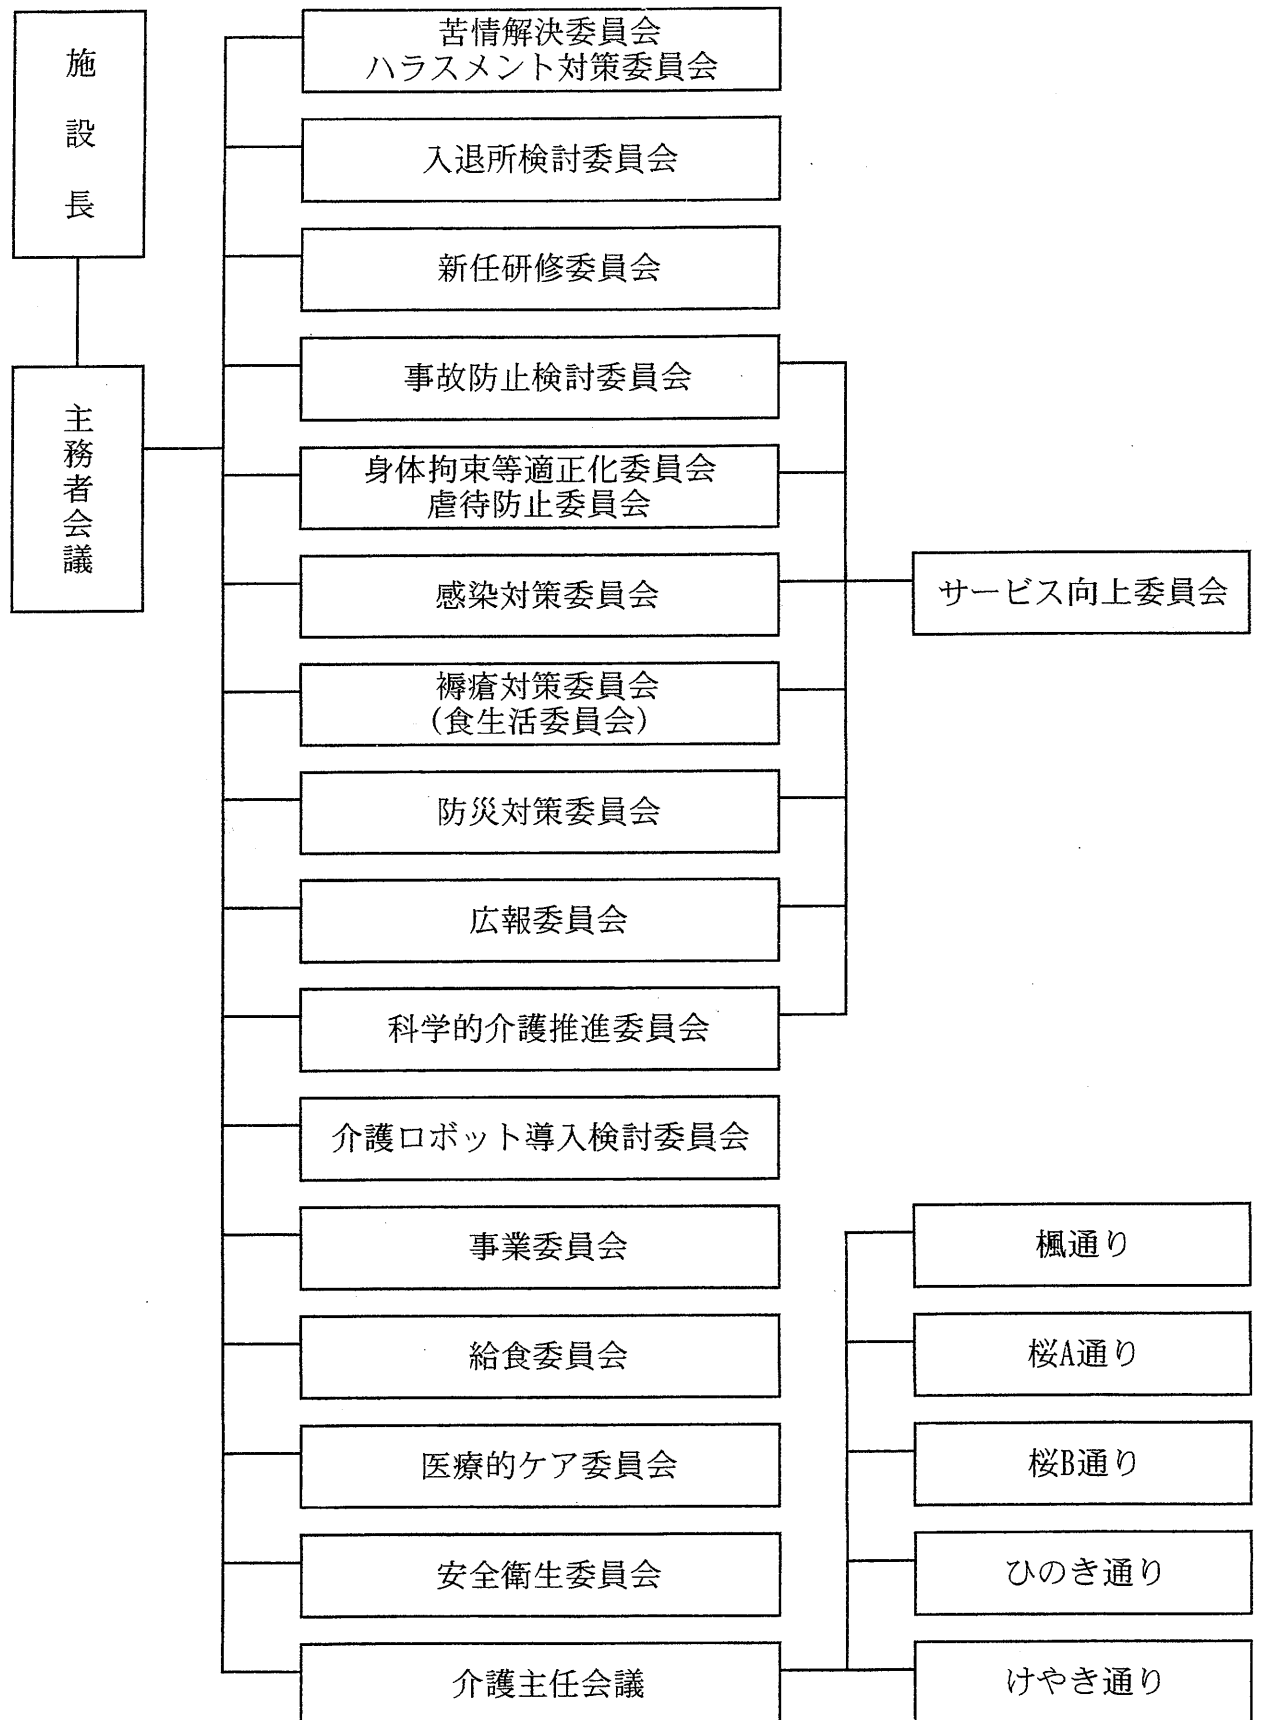 施設長
主務者会議
苦情解決委員会
ハラスメント対策委員会
入退所検討委員会
新任研修委員会
事故防止検討委員会
身体拘束等適正化委員会
虐待防止委員会
感染対策委員会
褥瘡対策委員会
(食生活委員会)
防災対策委員会
広報委員会
科学的介護推進委員会
介護ロボット導入検討委員会
事業委員会
給食委員会
医療的ケア委員会
安全衛生委員会
介護主任会議
サービス向上委員会
楓通り
桜A通り
桜B通り
ひのき通り
けやき通り